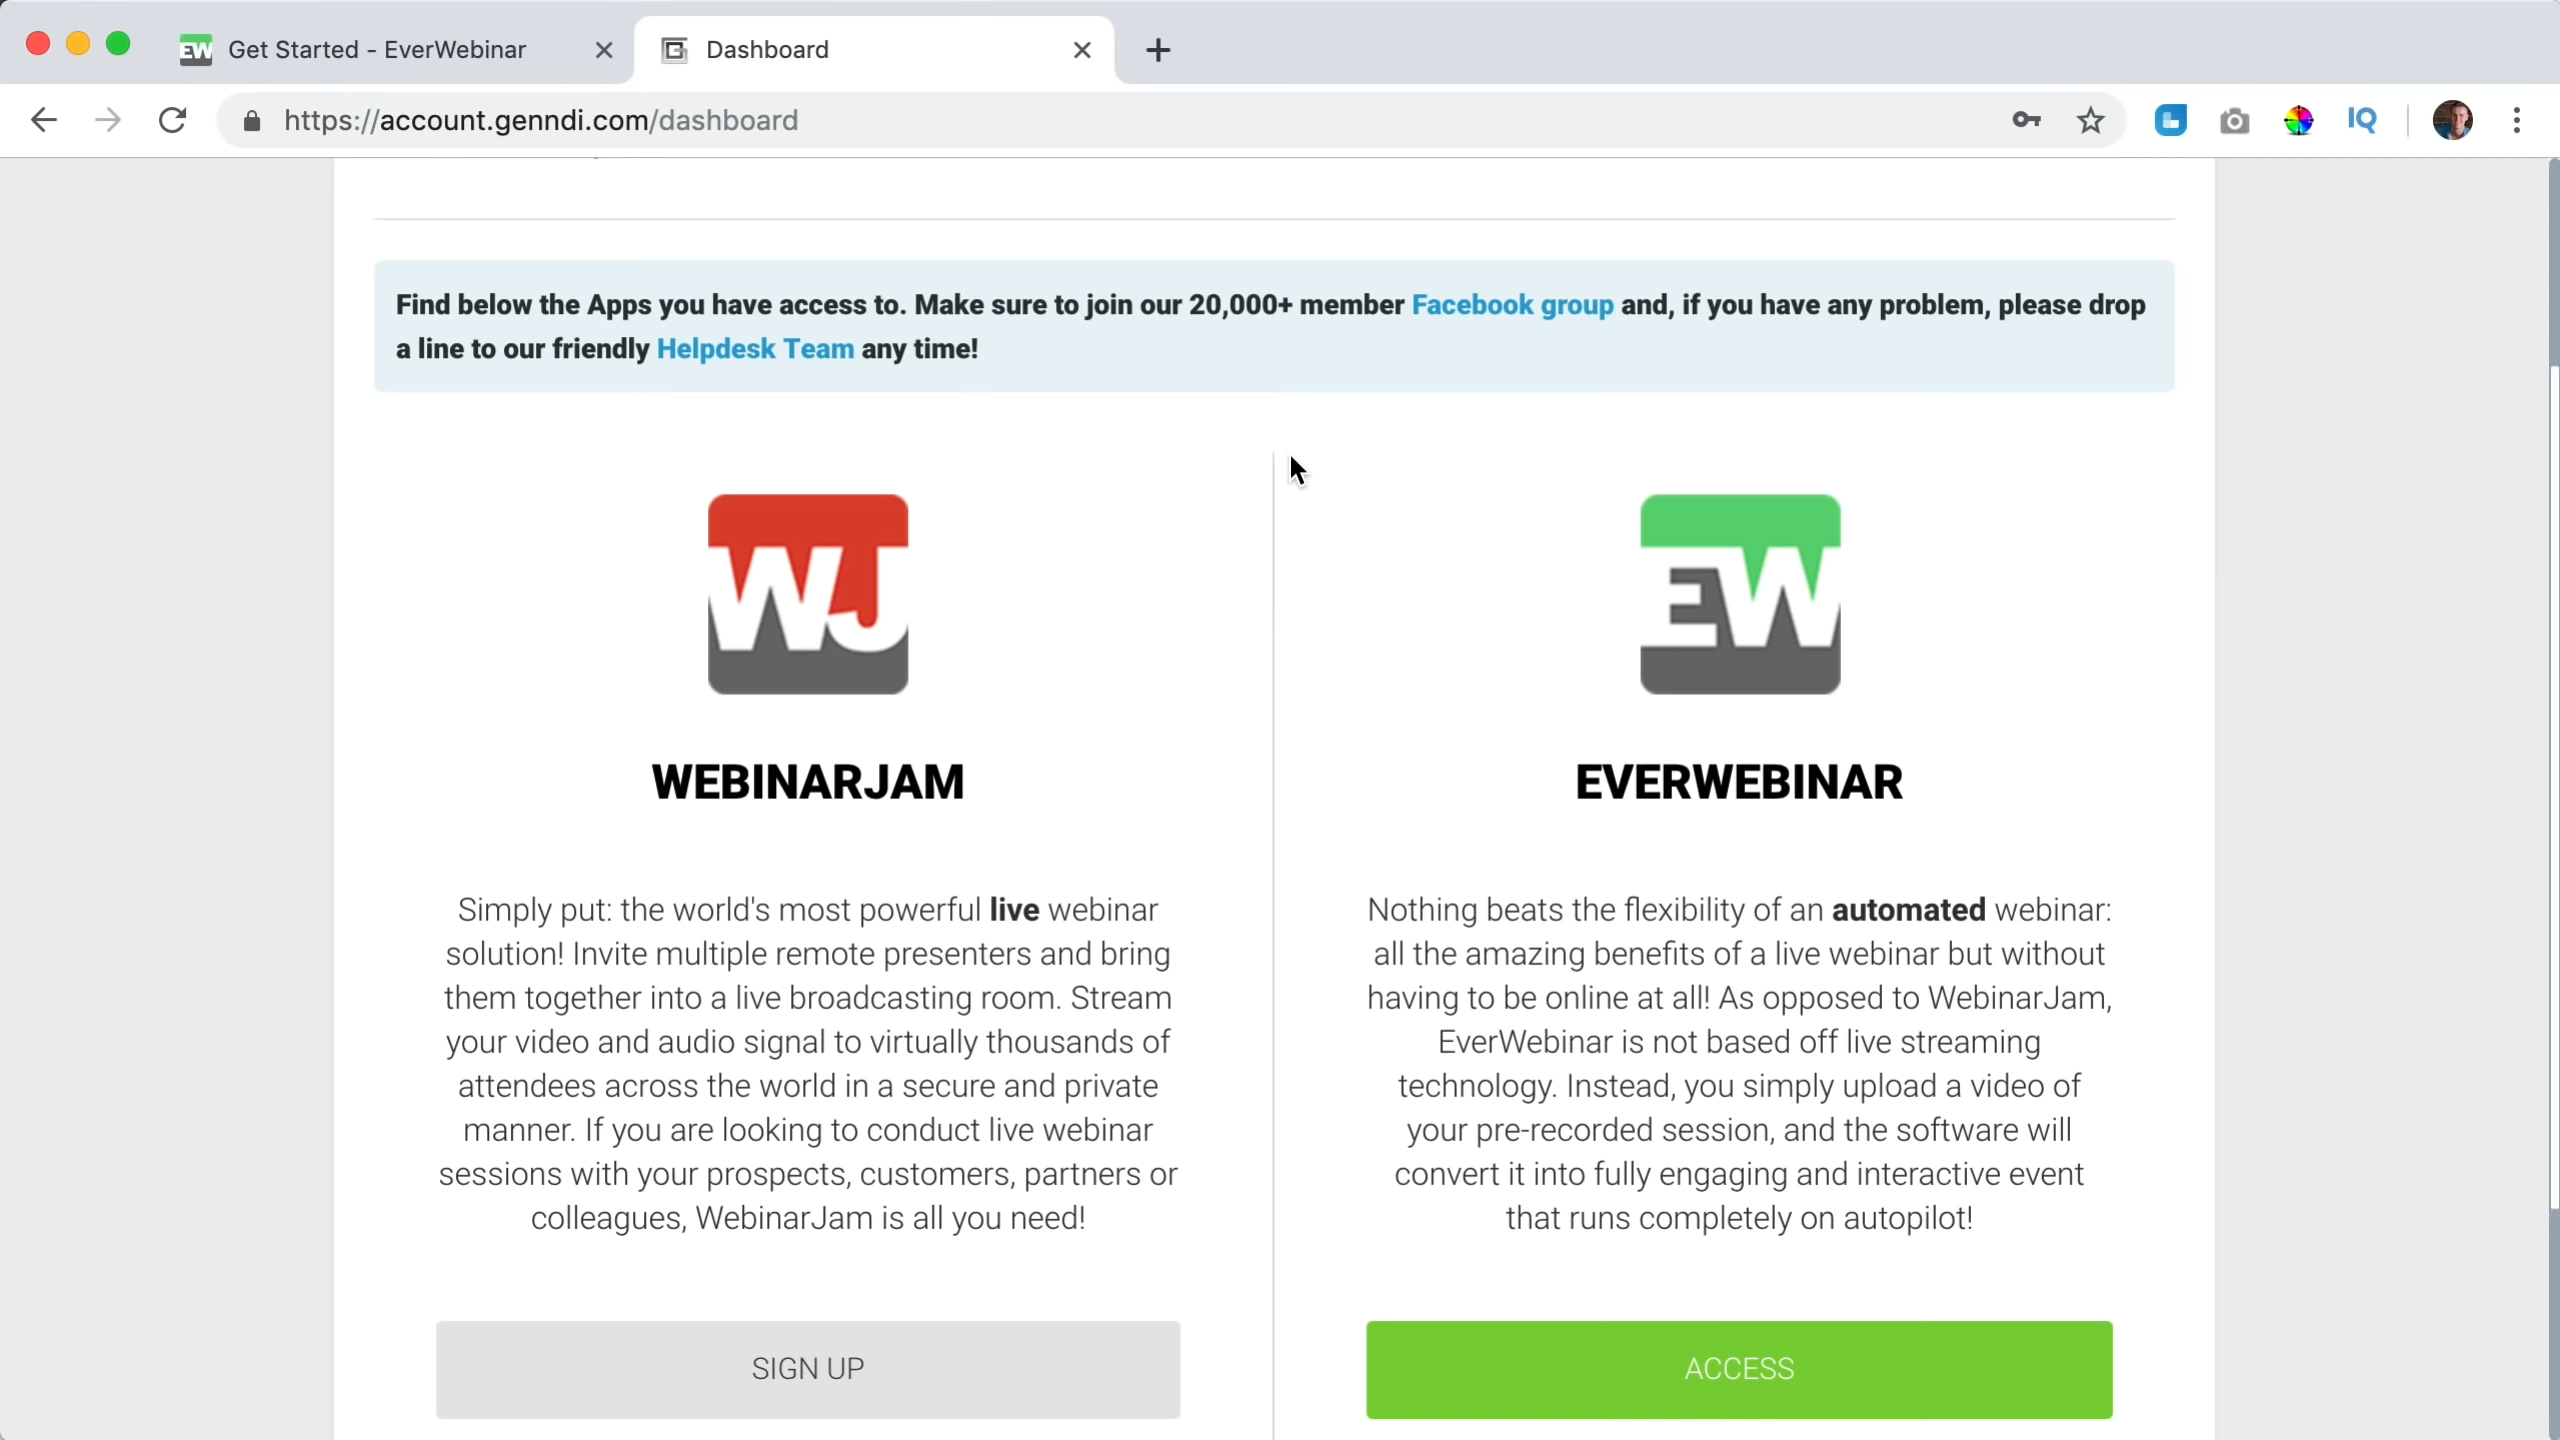 EW Get Started - EverWebinar
Dashboard
https://account.genndi.com/dashboard
IQ
Find below the Apps you have access to. Make sure to join our 20,000+ member Facebook group and, if you have any problem, please drop
a line to our friendly Helpdesk Team any time!
WJ
WEBINARJAM
Simply put: the world's most powerful live webinar
solution! Invite multiple remote presenters and bring
them together into a live broadcasting room. Stream
your video and audio signal to virtually thousands of
attendees across the world in a secure and private
manner. If you are looking to conduct live webinar
sessions with your prospects, customers, partners or
colleagues, WebinarJam is all you need!
SIGN UP
EW
EVERWEBINAR
Nothing beats the flexibility of an automated webinar:
all the amazing benefits of a live webinar but without
having to be online at all! As opposed to WebinarJam,
EverWebinar is not based off live streaming
technology. Instead, you simply upload a video of
your pre-recorded session, and the software will
convert it into fully engaging and interactive event
that runs completely on autopilot!
ACCESS